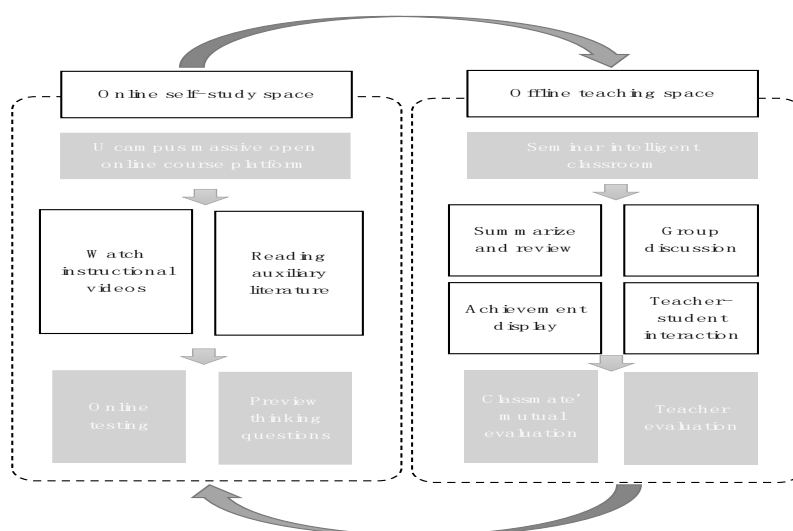 Online self-study space
U campus massive open
online course platform
Watch
instructional
videos
Reading
auxiliary
literature
Online
testing
Preview
thinking
questions
Offline teaching space
Seminar intelligent
classroom
Summarize
and review
Group
discussion
Achievement
display
Teacher-
student
interaction
Classmate'
mutual
evaluation
Teacher
evaluation